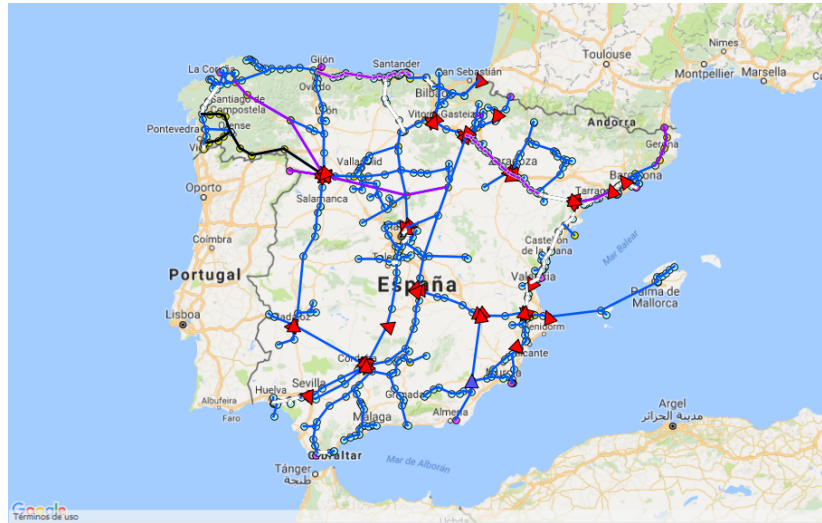 Nimes
Toulouse
Montpellier
Marsella
La Coruña
Gijón
Santander
San Sebastián
Oviedo
Bilbao
Santiago de
Compostela
León
Vitoria-Gasteiz
Andorra
Pontevedra
Orense
Gerona
Valladolid
Zaragoza
Barcelona
Oporto
Salamanca
Tarragona
Coímbra
Castellón
de la Plana
Mar Balear
Portugal
Toledo
España
Valencia
Palma de
Mallorca
Lisboa
Badajoz
Benidorm
Alicante
Córdoba
Murcia
Huelva
Sevilla
Albufeira
Faro
Granada
Málaga
Almería
Argel
مدينة الجزائر
Gibraltar
Mar de Alborán
Tánger
طنجة
Google
Términos de uso